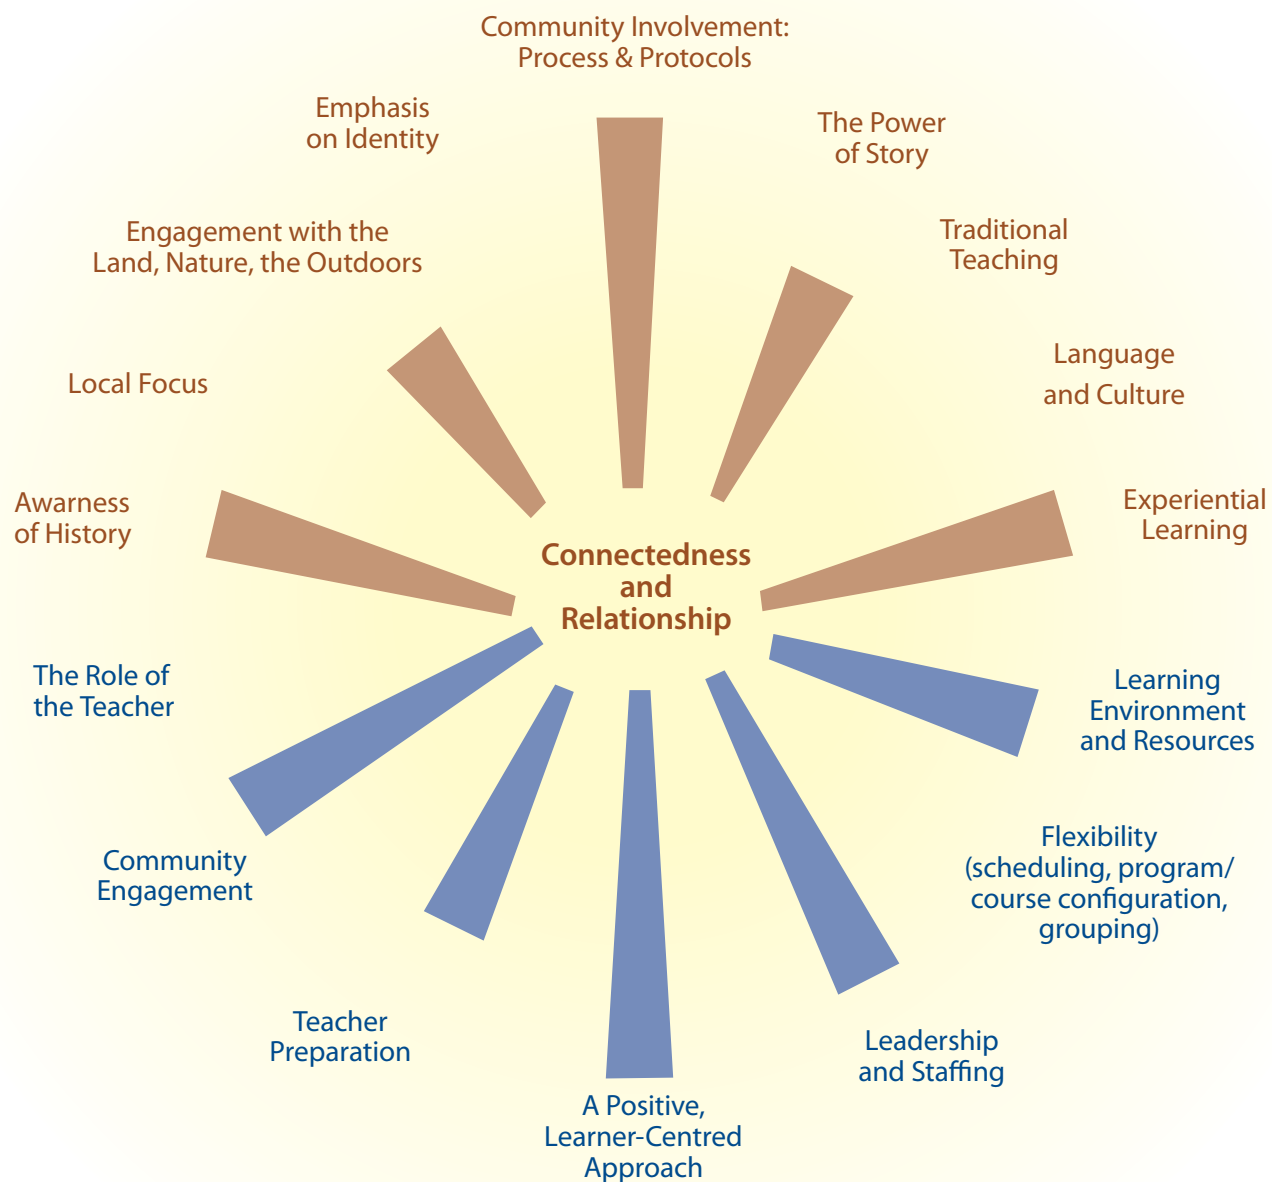 Community Involvement:
Process & Protocols
Emphasis
on Identity
The Power
of Story
Engagement with the
Land, Nature, the Outdoors
Traditional
Teaching
Local Focus
Language
and Culture
Awarness
of History
Experiential
Learning
Connectedness
and
Relationship
The Role of
the Teacher
Learning
Environment
and Resources
Community
Engagement
Flexibility
(scheduling, program/
course configuration,
grouping)
Teacher
Preparation
Leadership
and Staffing
A Positive,
Learner-Centred
Approach